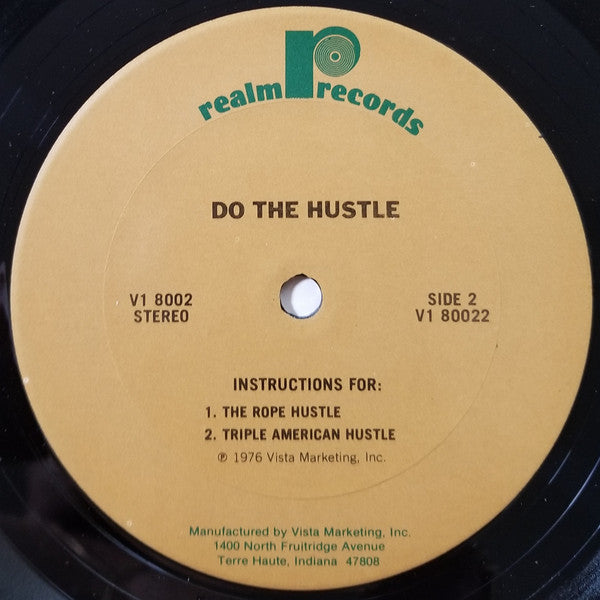 realm records
DO THE HUSTLE
V1 8002
STEREO
SIDE 2
V1 80022
INSTRUCTIONS FOR:
1. THE ROPE HUSTLE
2. TRIPLE AMERICAN HUSTLE
℗ 1976 Vista Marketing, Inc.
Manufactured by Vista Marketing, Inc.
1400 North Fruitridge Avenue
Terre Haute, Indiana 47808